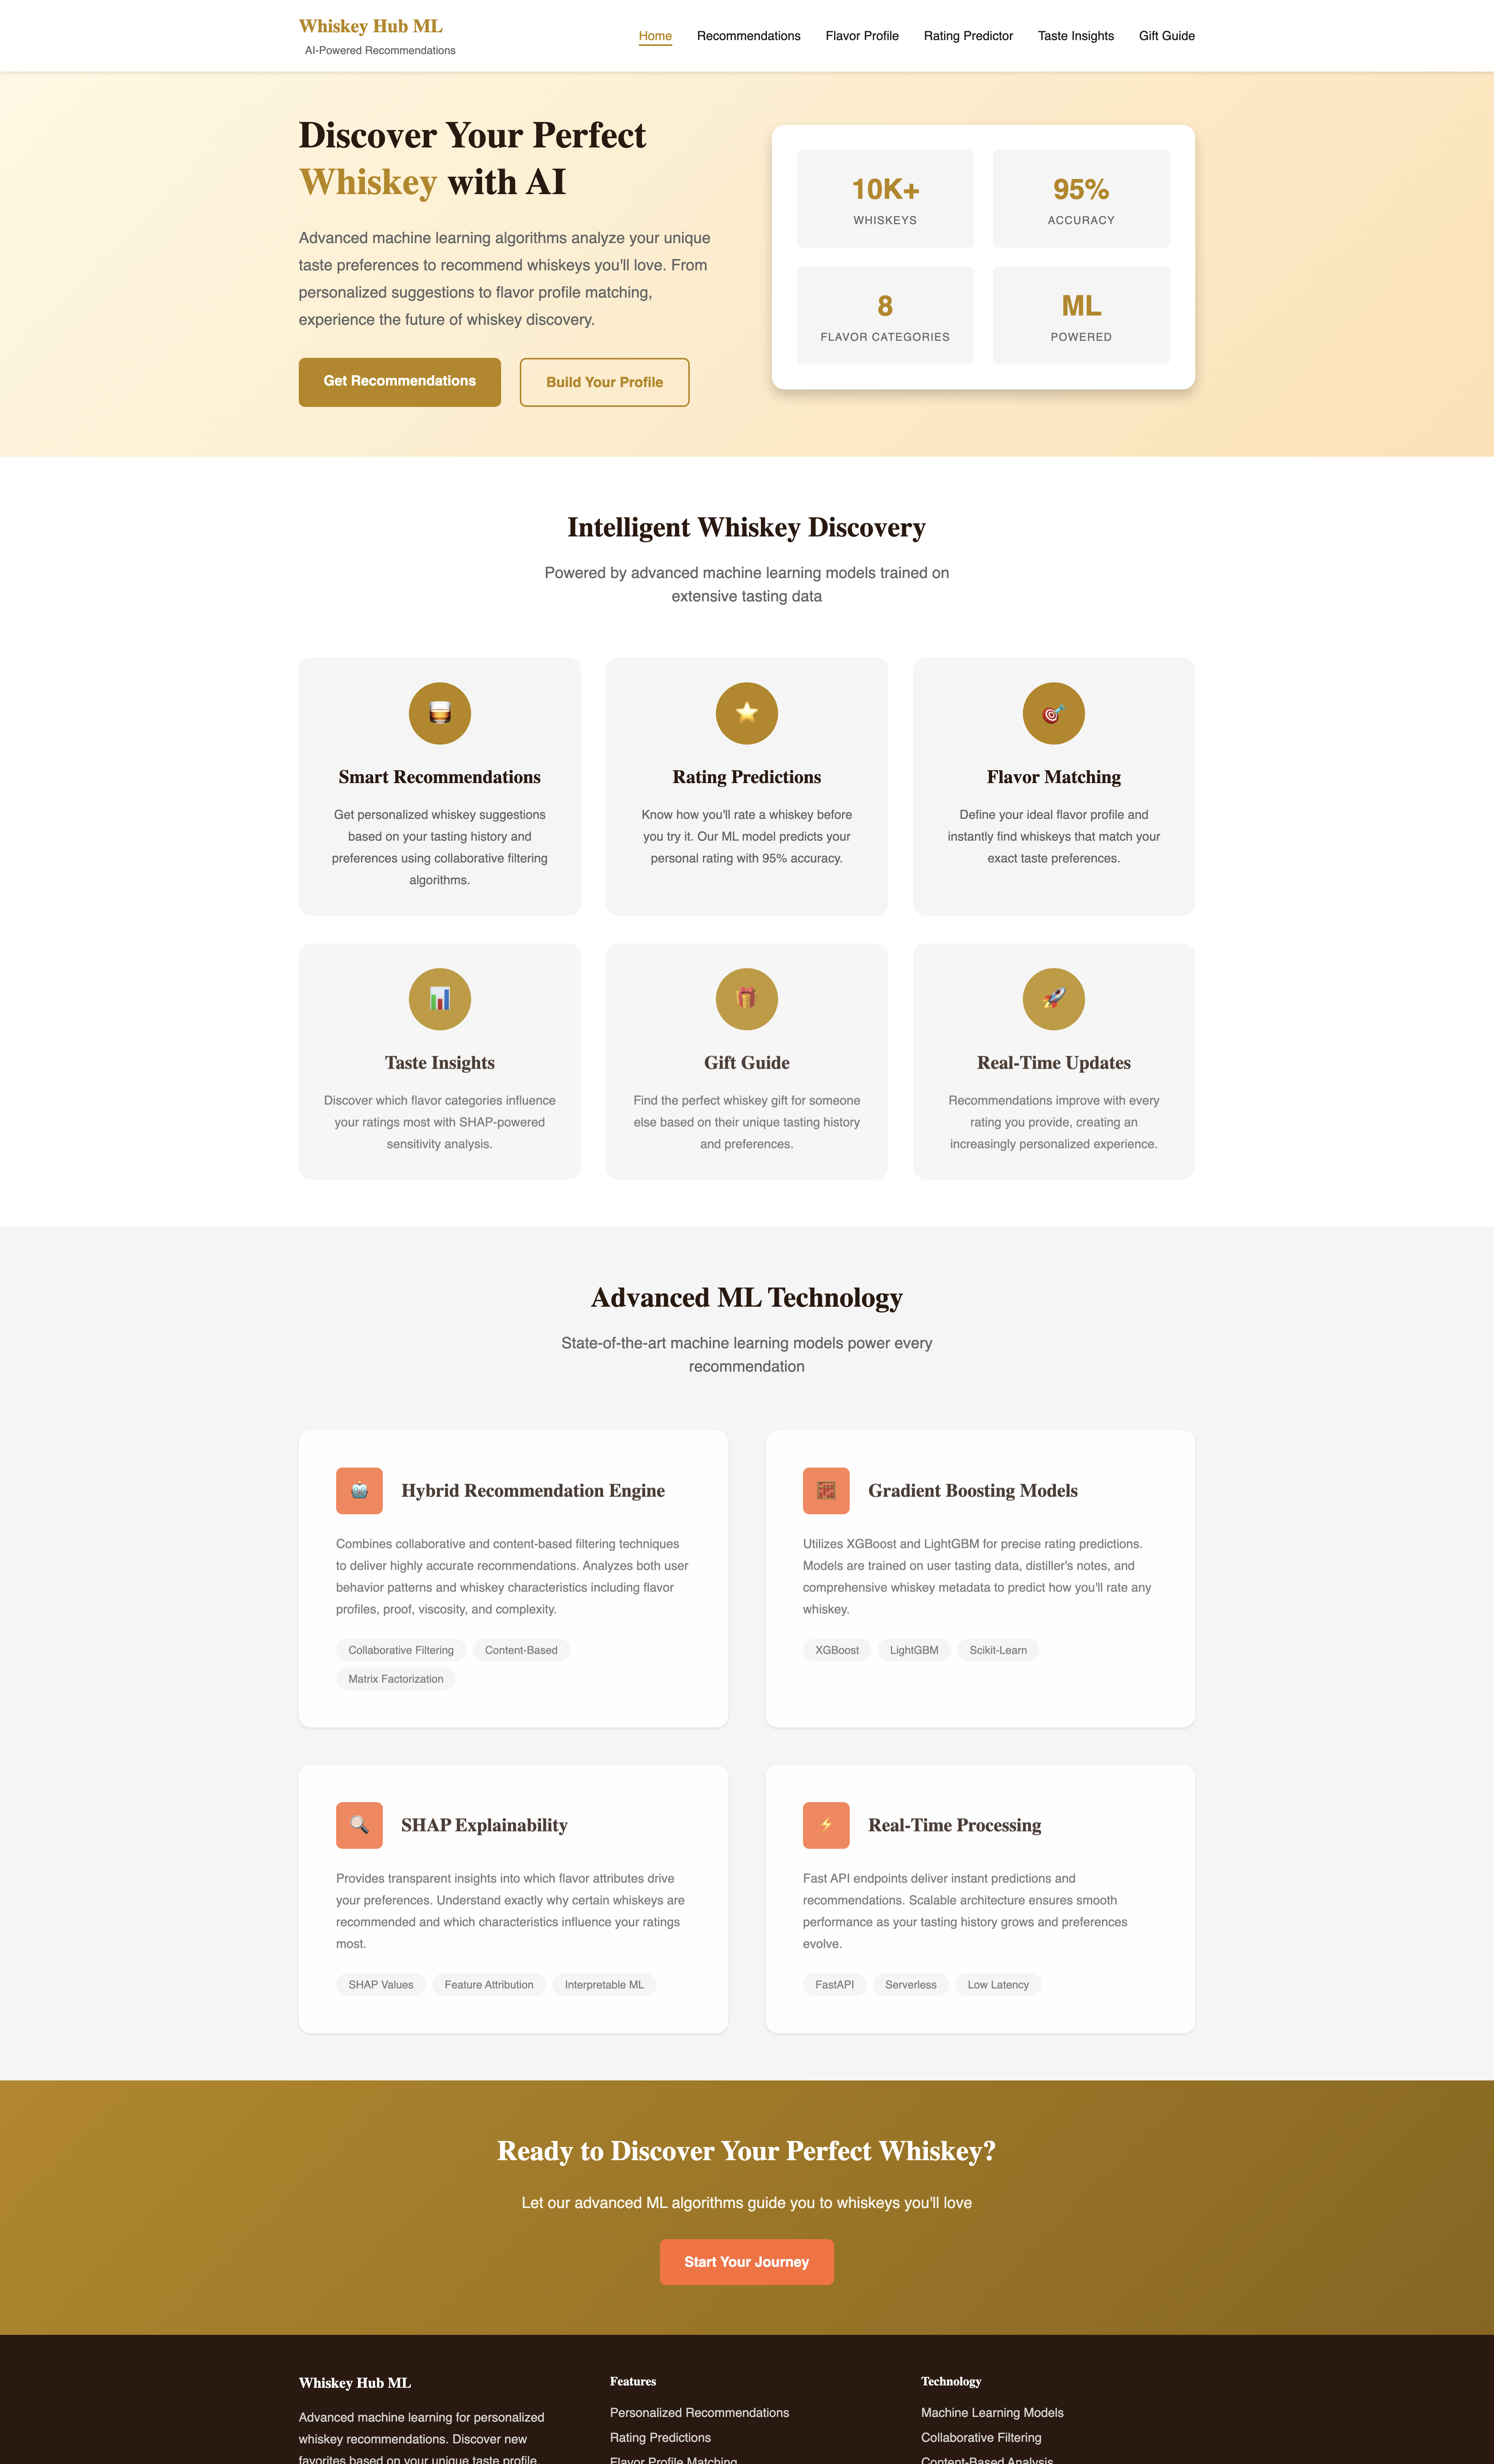 Whiskey Hub ML
AI-Powered Recommendations
Home
Recommendations
Flavor Profile
Rating Predictor
Taste Insights
Gift Guide
Discover Your Perfect
Whiskey with AI
Advanced machine learning algorithms analyze your unique
taste preferences to recommend whiskeys you'll love. From
personalized suggestions to flavor profile matching,
experience the future of whiskey discovery.
Get Recommendations
Build Your Profile
10K+
WHISKEYS
95%
ACCURACY
8
FLAVOR CATEGORIES
ML
POWERED
Intelligent Whiskey Discovery
Powered by advanced machine learning models trained on
extensive tasting data
Smart Recommendations
Get personalized whiskey suggestions
based on your tasting history and
preferences using collaborative filtering
algorithms.
Rating Predictions
Know how you'll rate a whiskey before
you try it. Our ML model predicts your
personal rating with 95% accuracy.
Flavor Matching
Define your ideal flavor profile and
instantly find whiskeys that match your
exact taste preferences.
Taste Insights
Discover which flavor categories influence
your ratings most with SHAP-powered
sensitivity analysis.
Gift Guide
Find the perfect whiskey gift for someone
else based on their unique tasting history
and preferences.
Real-Time Updates
Recommendations improve with every
rating you provide, creating an
increasingly personalized experience.
Advanced ML Technology
State-of-the-art machine learning models power every
recommendation
Hybrid Recommendation Engine
Combines collaborative and content-based filtering techniques
to deliver highly accurate recommendations. Analyzes both user
behavior patterns and whiskey characteristics including flavor
profiles, proof, viscosity, and complexity.
Collaborative Filtering
Content-Based
Matrix Factorization
Gradient Boosting Models
Utilizes XGBoost and LightGBM for precise rating predictions.
Models are trained on user tasting data, distiller's notes, and
comprehensive whiskey metadata to predict how you'll rate any
whiskey.
XGBoost
LightGBM
Scikit-Learn
SHAP Explainability
Provides transparent insights into which flavor attributes drive
your preferences. Understand exactly why certain whiskeys are
recommended and which characteristics influence your ratings
most.
SHAP Values
Feature Attribution
Interpretable ML
Real-Time Processing
Fast API endpoints deliver instant predictions and
recommendations. Scalable architecture ensures smooth
performance as your tasting history grows and preferences
evolve.
FastAPI
Serverless
Low Latency
Ready to Discover Your Perfect Whiskey?
Let our advanced ML algorithms guide you to whiskeys you'll love
Start Your Journey
Whiskey Hub ML
Advanced machine learning for personalized
whiskey recommendations. Discover new
favorites based on your unique taste profile.
Features
Personalized Recommendations
Rating Predictions
Flavor Profile Matching
Technology
Machine Learning Models
Collaborative Filtering
Content-Based Analysis